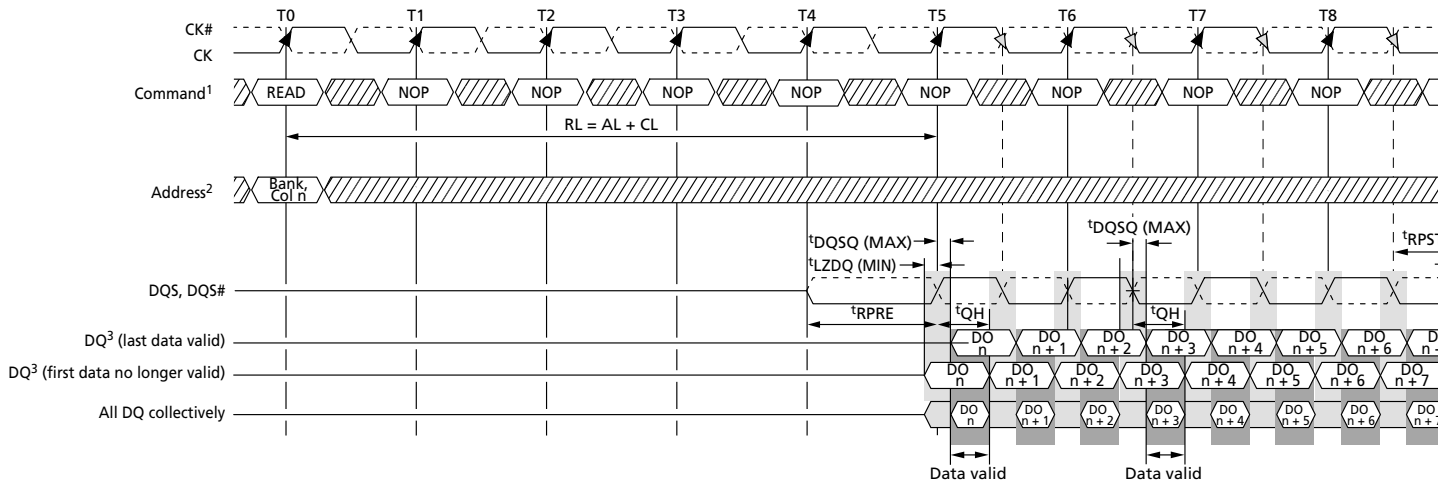 T0 T1 T2 T3 T4 T5 T6 T7 T8
CK#
CK
Command1 READ NOP NOP NOP NOP NOP NOP NOP NOP
RL = AL + CL
Address2 Bank,
Col n
tDQSQ (MAX) tDQSQ (MAX) tRPST
tLZDQ (MIN)
DQS, DQS#
tRPRE tQH tQH
DQ3 (last data valid) DO DO DO DO DO DO DO
n n + 1 n + 2 n + 3 n + 4 n + 5 n + 6
DQ3 (first data no longer valid) DO DO DO DO DO DO DO DO
n n + 1 n + 2 n + 3 n + 4 n + 5 n + 6 n + 7
All DQ collectively DO DO DO DO DO DO DO DO
n n + 1 n + 2 n + 3 n + 4 n + 5 n + 6 n + 7
Data valid Data valid